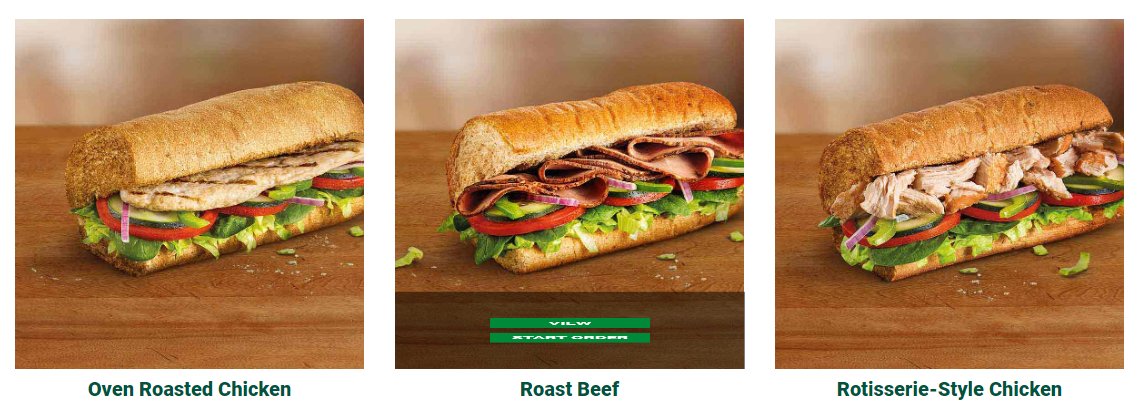 VIEW
START ORDER
Oven Roasted Chicken
Roast Beef
Rotisserie-Style Chicken